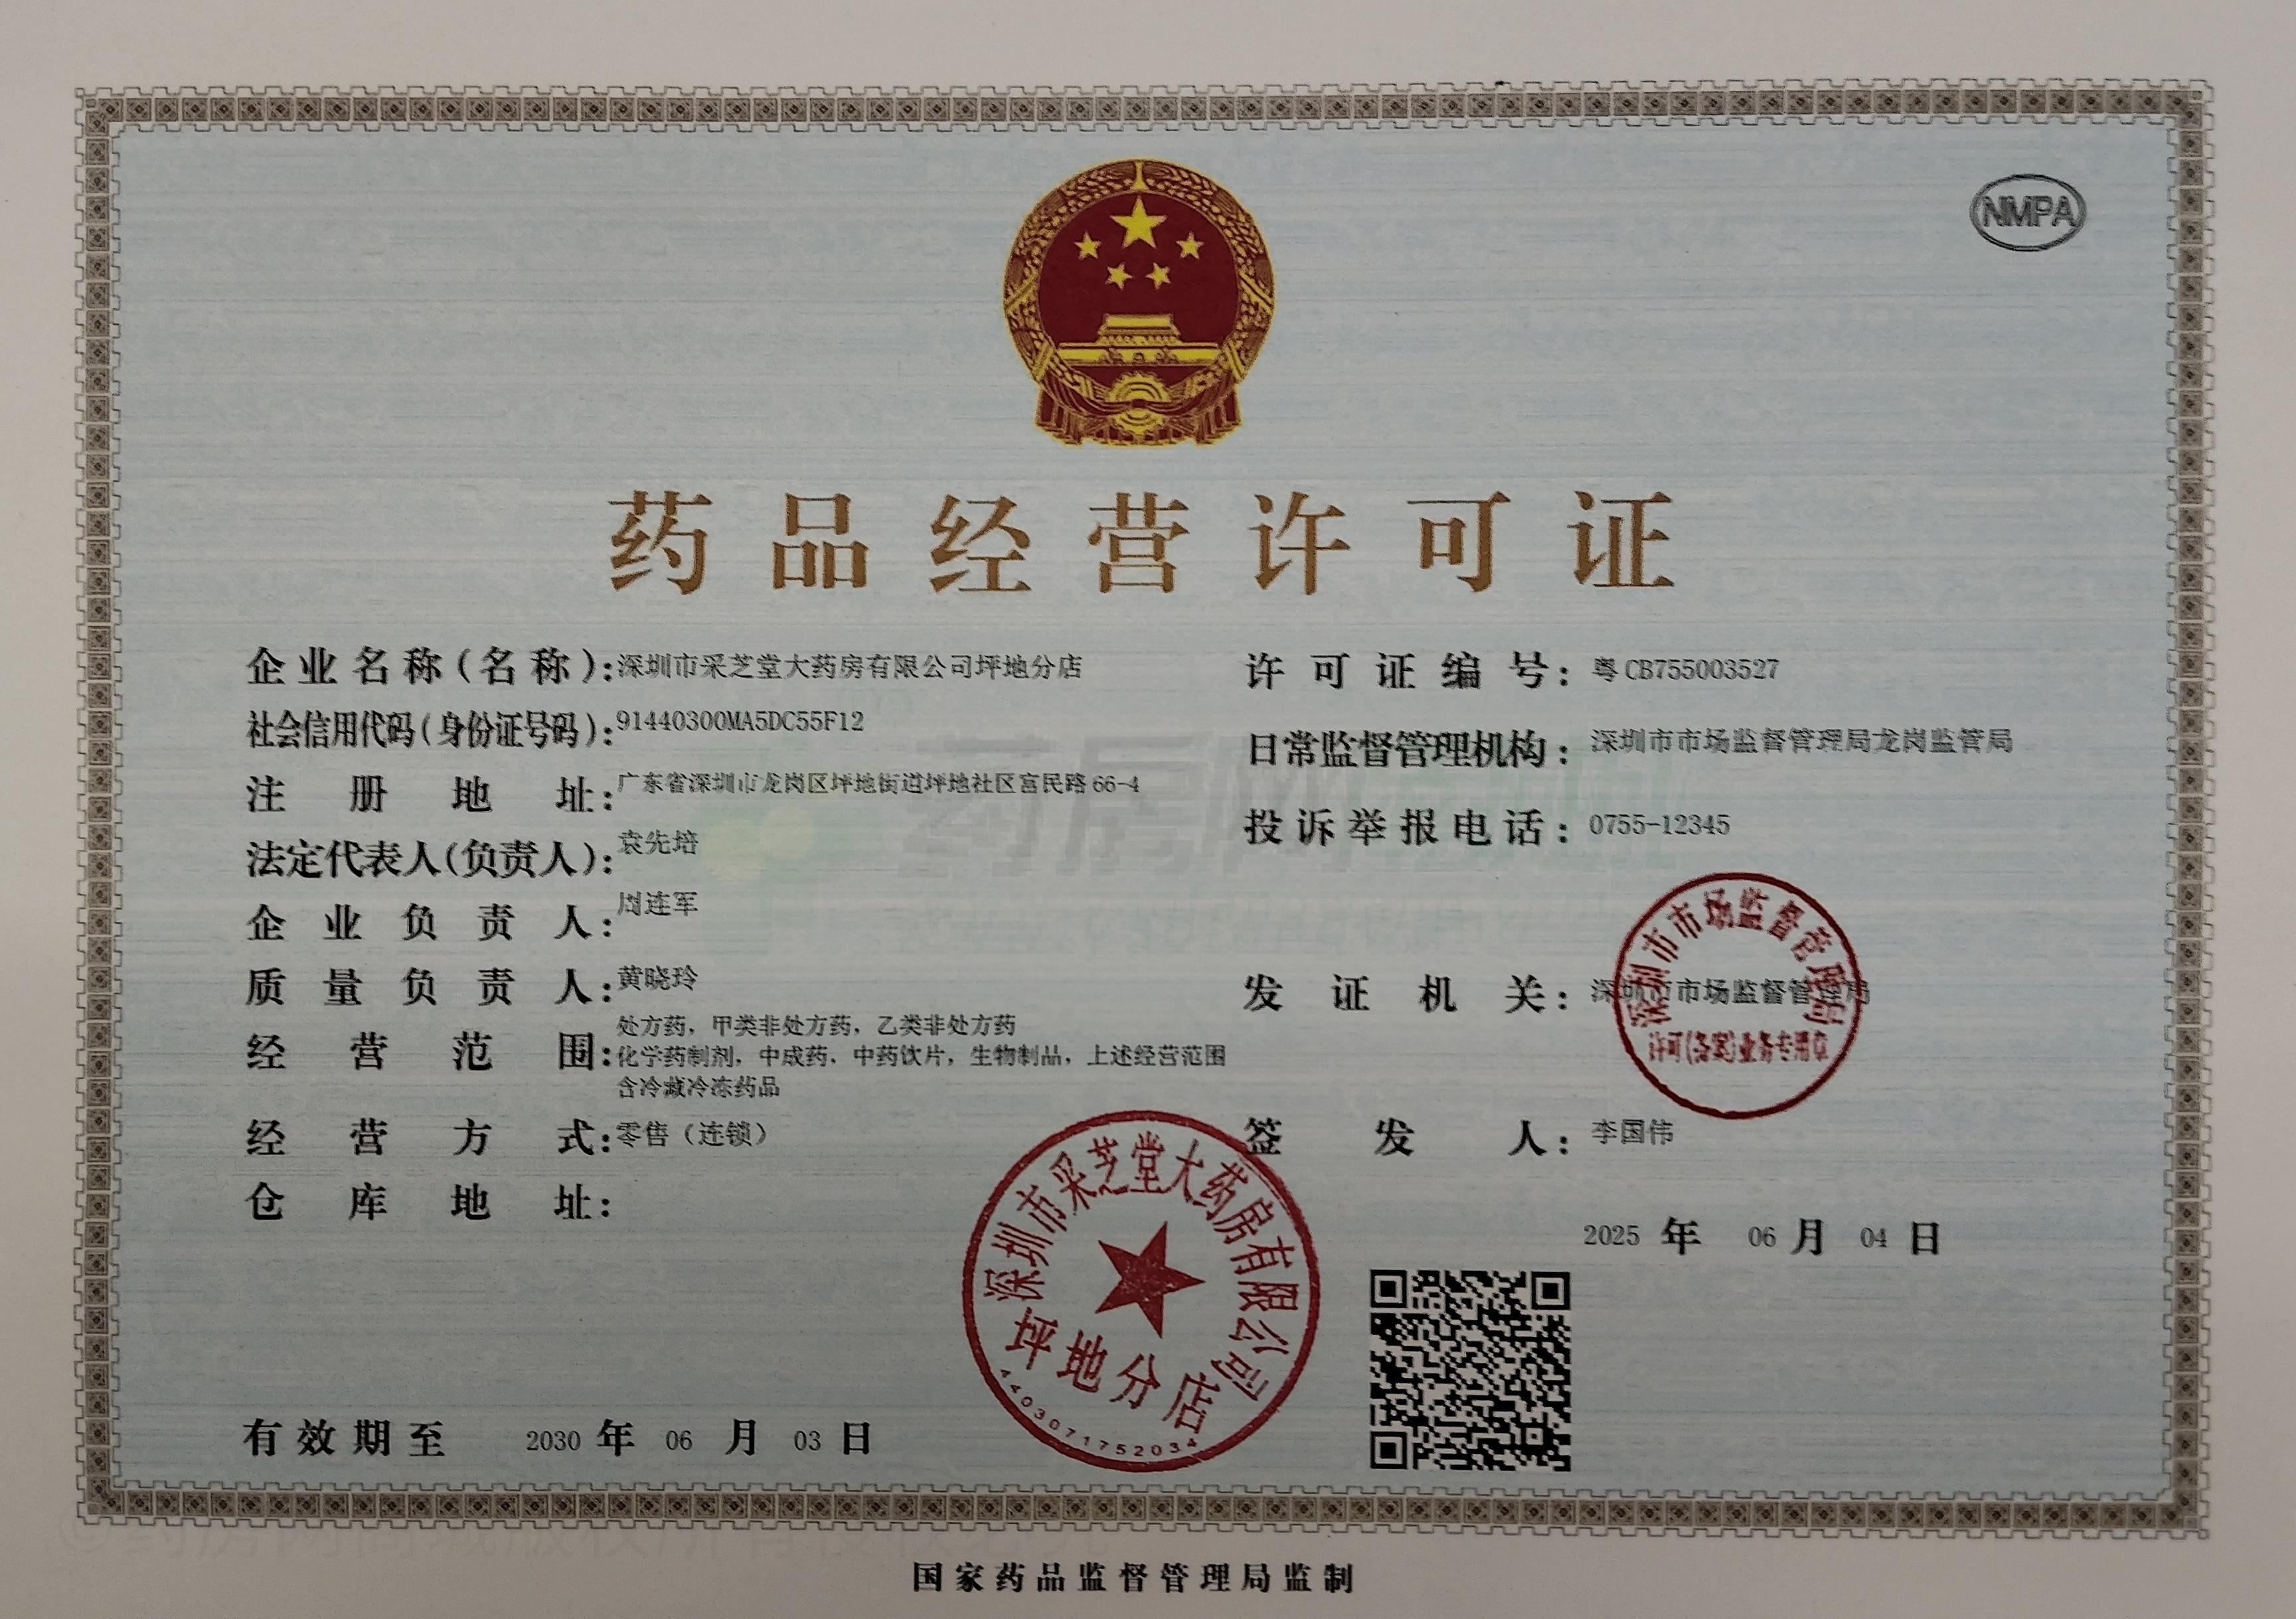 NMPA
药品经营许可证
企业名称(名称):深圳市采芝堂大药房有限公司坪地分店
社会信用代码(身份证号码):91440300MA5DC55F12
注册地址:广东省深圳市龙岗区坪地街道坪地社区富民路66-4
法定代表人(负责人):袁先培
企业负责人:周连军
质量负责人:黄晓玲
经营范围:处方药，甲类非处方药，乙类非处方药
化学药制剂，中成药，中药饮片，生物制品，上述经营范围
含冷藏冷冻药品
经营方式:零售（连锁）
仓库地址:
许可证编号:粤CB755003527
日常监督管理机构:深圳市市场监督管理局龙岗监管局
投诉举报电话:0755-12345
发证机关:深圳市市场监督管理局
深圳市市场监督管理局
许可(备案)业务专用章
签发人:李国伟
2025年06月04日
深圳市采芝堂大药房有限公司
坪地分店
4403071752034
有效期至 2030年06月03日
国家药品监督管理局监制